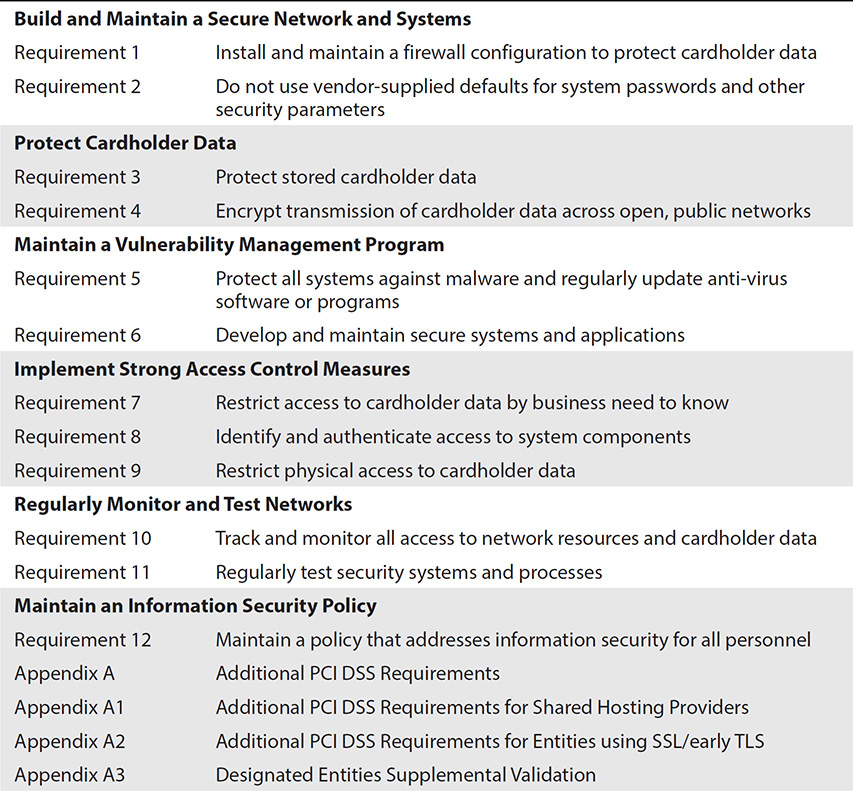 Build and Maintain a Secure Network and Systems
Requirement 1 Install and maintain a firewall configuration to protect cardholder data
Requirement 2 Do not use vendor-supplied defaults for system passwords and other
security parameters
Protect Cardholder Data
Requirement 3 Protect stored cardholder data
Requirement 4 Encrypt transmission of cardholder data across open, public networks
Maintain a Vulnerability Management Program
Requirement 5 Protect all systems against malware and regularly update anti-virus
software or programs
Requirement 6 Develop and maintain secure systems and applications
Implement Strong Access Control Measures
Requirement 7 Restrict access to cardholder data by business need to know
Requirement 8 Identify and authenticate access to system components
Requirement 9 Restrict physical access to cardholder data
Regularly Monitor and Test Networks
Requirement 10 Track and monitor all access to network resources and cardholder data
Requirement 11 Regularly test security systems and processes
Maintain an Information Security Policy
Requirement 12 Maintain a policy that addresses information security for all personnel
Appendix A Additional PCI DSS Requirements
Appendix A1 Additional PCI DSS Requirements for Shared Hosting Providers
Appendix A2 Additional PCI DSS Requirements for Entities using SSL/early TLS
Appendix A3 Designated Entities Supplemental Validation